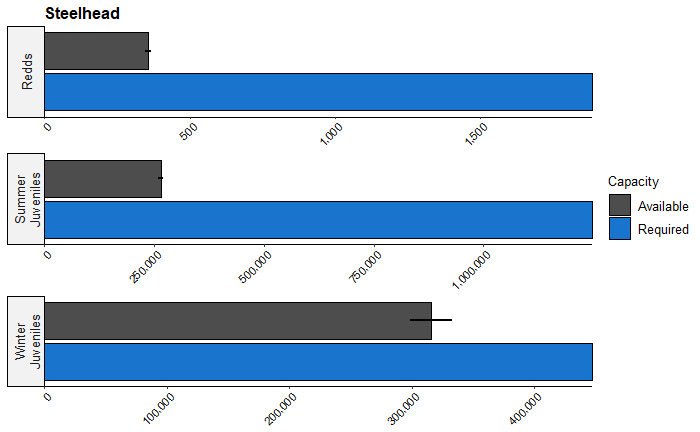 Steelhead
Redds
0
500
1.000
1.500
Summer
Juveniles
0
250.000
500.000
750.000
1.000.000
Capacity
Available
Required
Winter
Juveniles
0
100.000
200.000
300.000
400.000